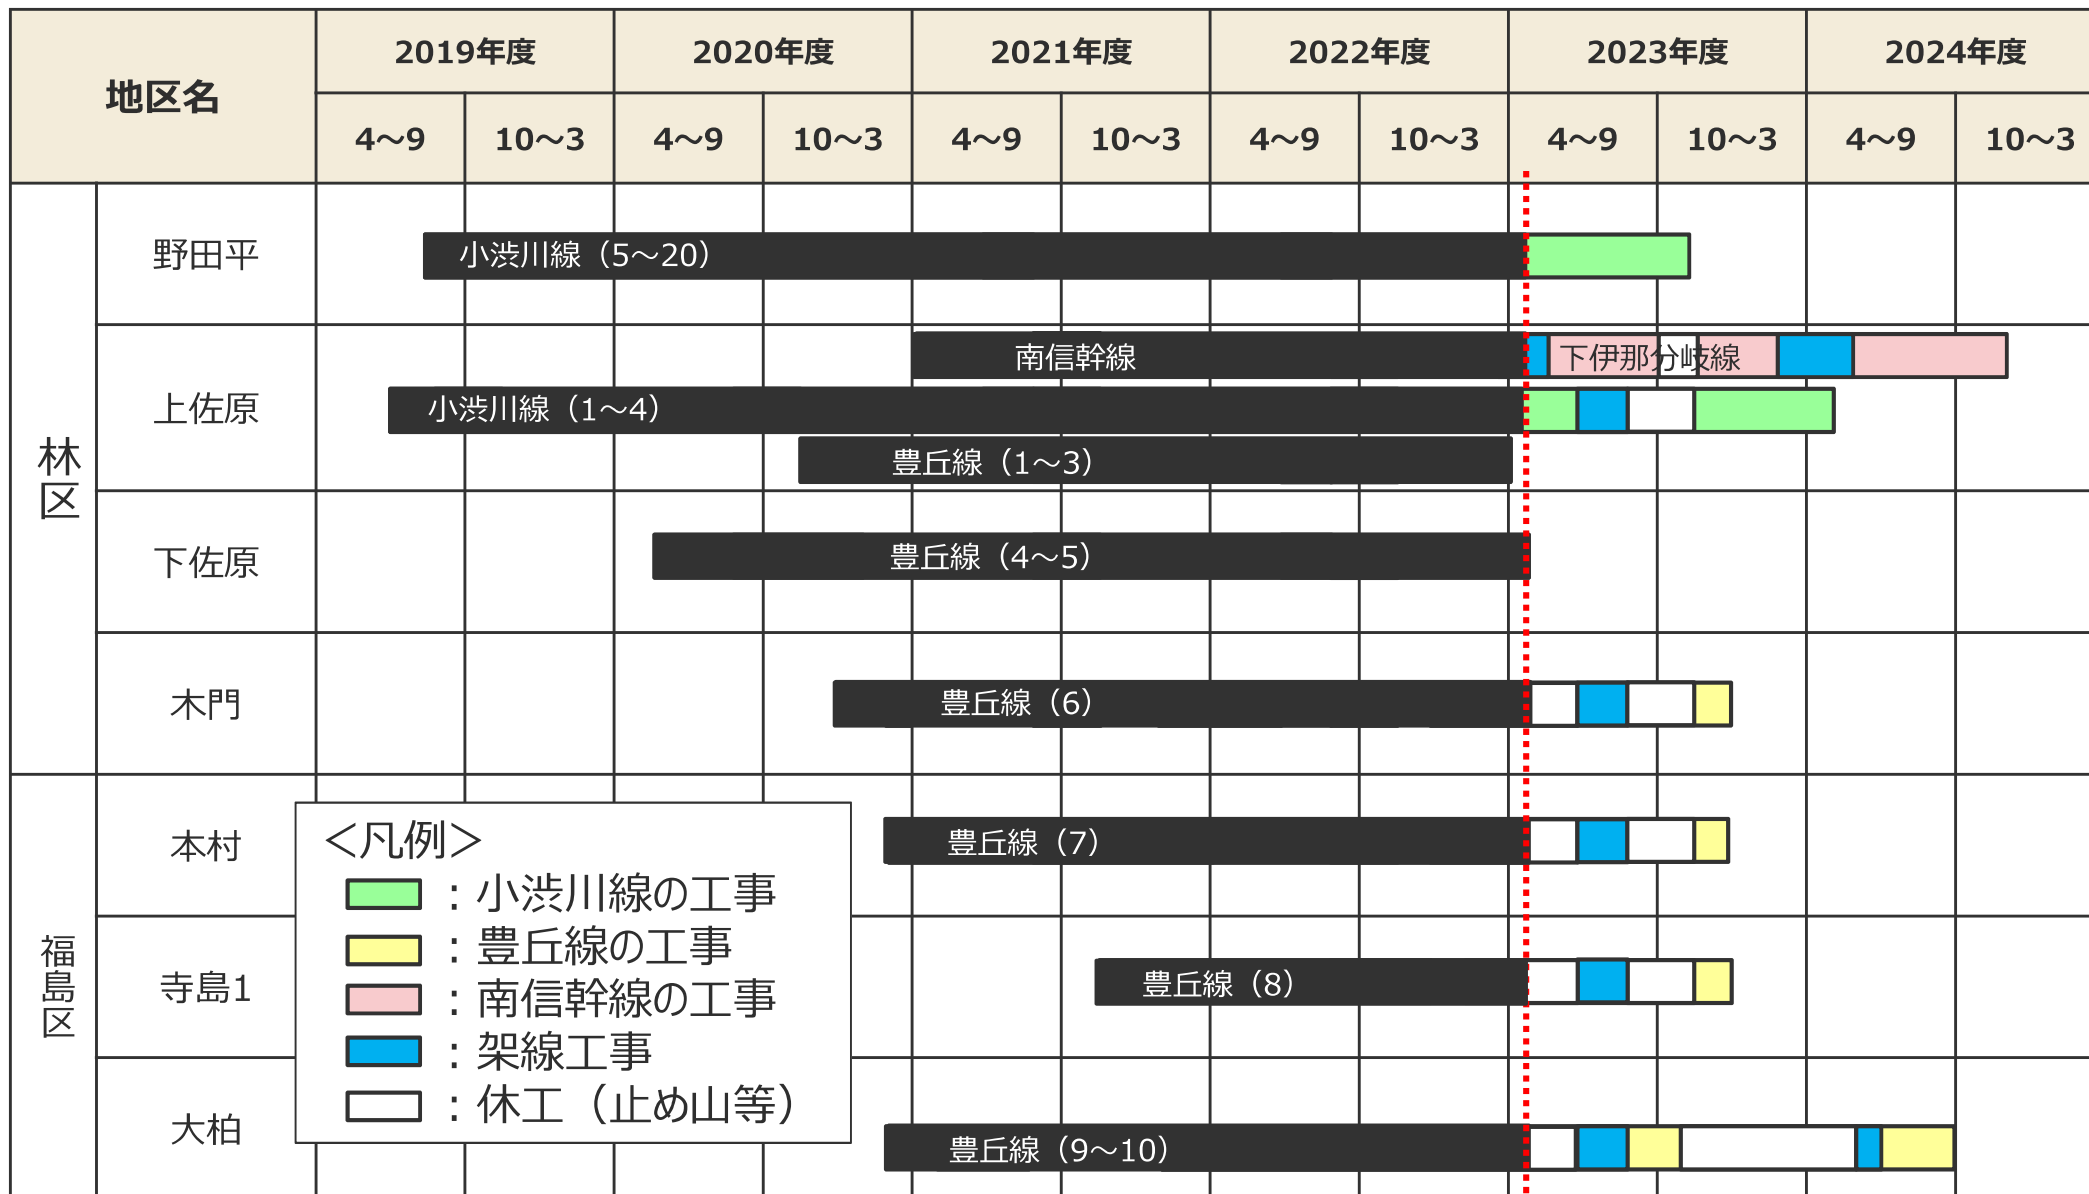 地区名
2019年度 2020年度 2021年度 2022年度 2023年度 2024年度
4～9 10～3 4～9 10～3 4～9 10～3 4～9 10～3 4～9 10～3 4～9 10～3
林区
野田平
小渋川線（5～20）
上佐原
南信幹線
下伊那分岐線
小渋川線（1～4）
豊丘線（1～3）
下佐原
豊丘線（4～5）
木門
豊丘線（6）
福島区
本村
豊丘線（7）
寺島1
豊丘線（8）
大柏
豊丘線（9～10）
＜凡例＞
：小渋川線の工事
：豊丘線の工事
：南信幹線の工事
：架線工事
：休工（止め山等）